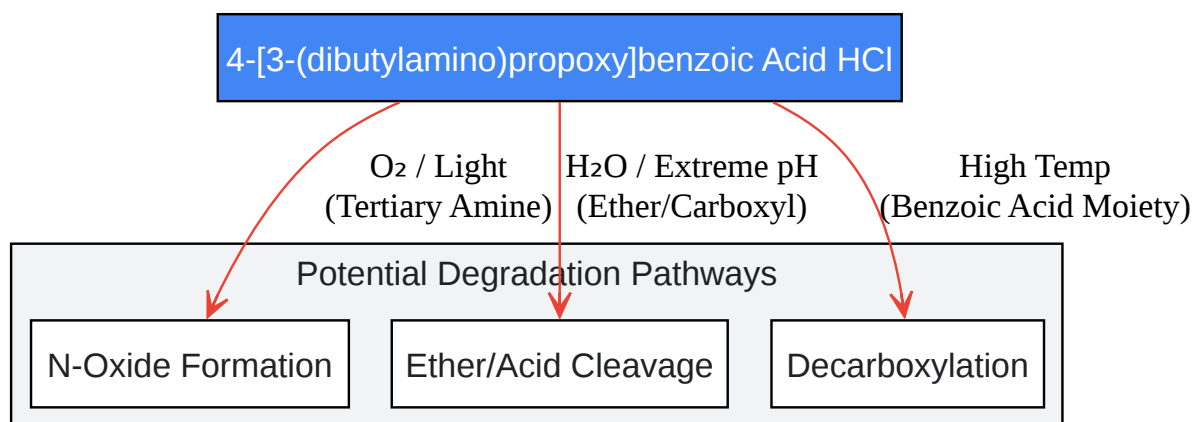 4-[3-(dibutylamino)propoxy]benzoic Acid HCl
O₂ / Light
(Tertiary Amine)
H₂O / Extreme pH
(Ether/Carboxyl)
High Temp
(Benzoic Acid Moiety)
Potential Degradation Pathways
N-Oxide Formation
Ether/Acid Cleavage
Decarboxylation